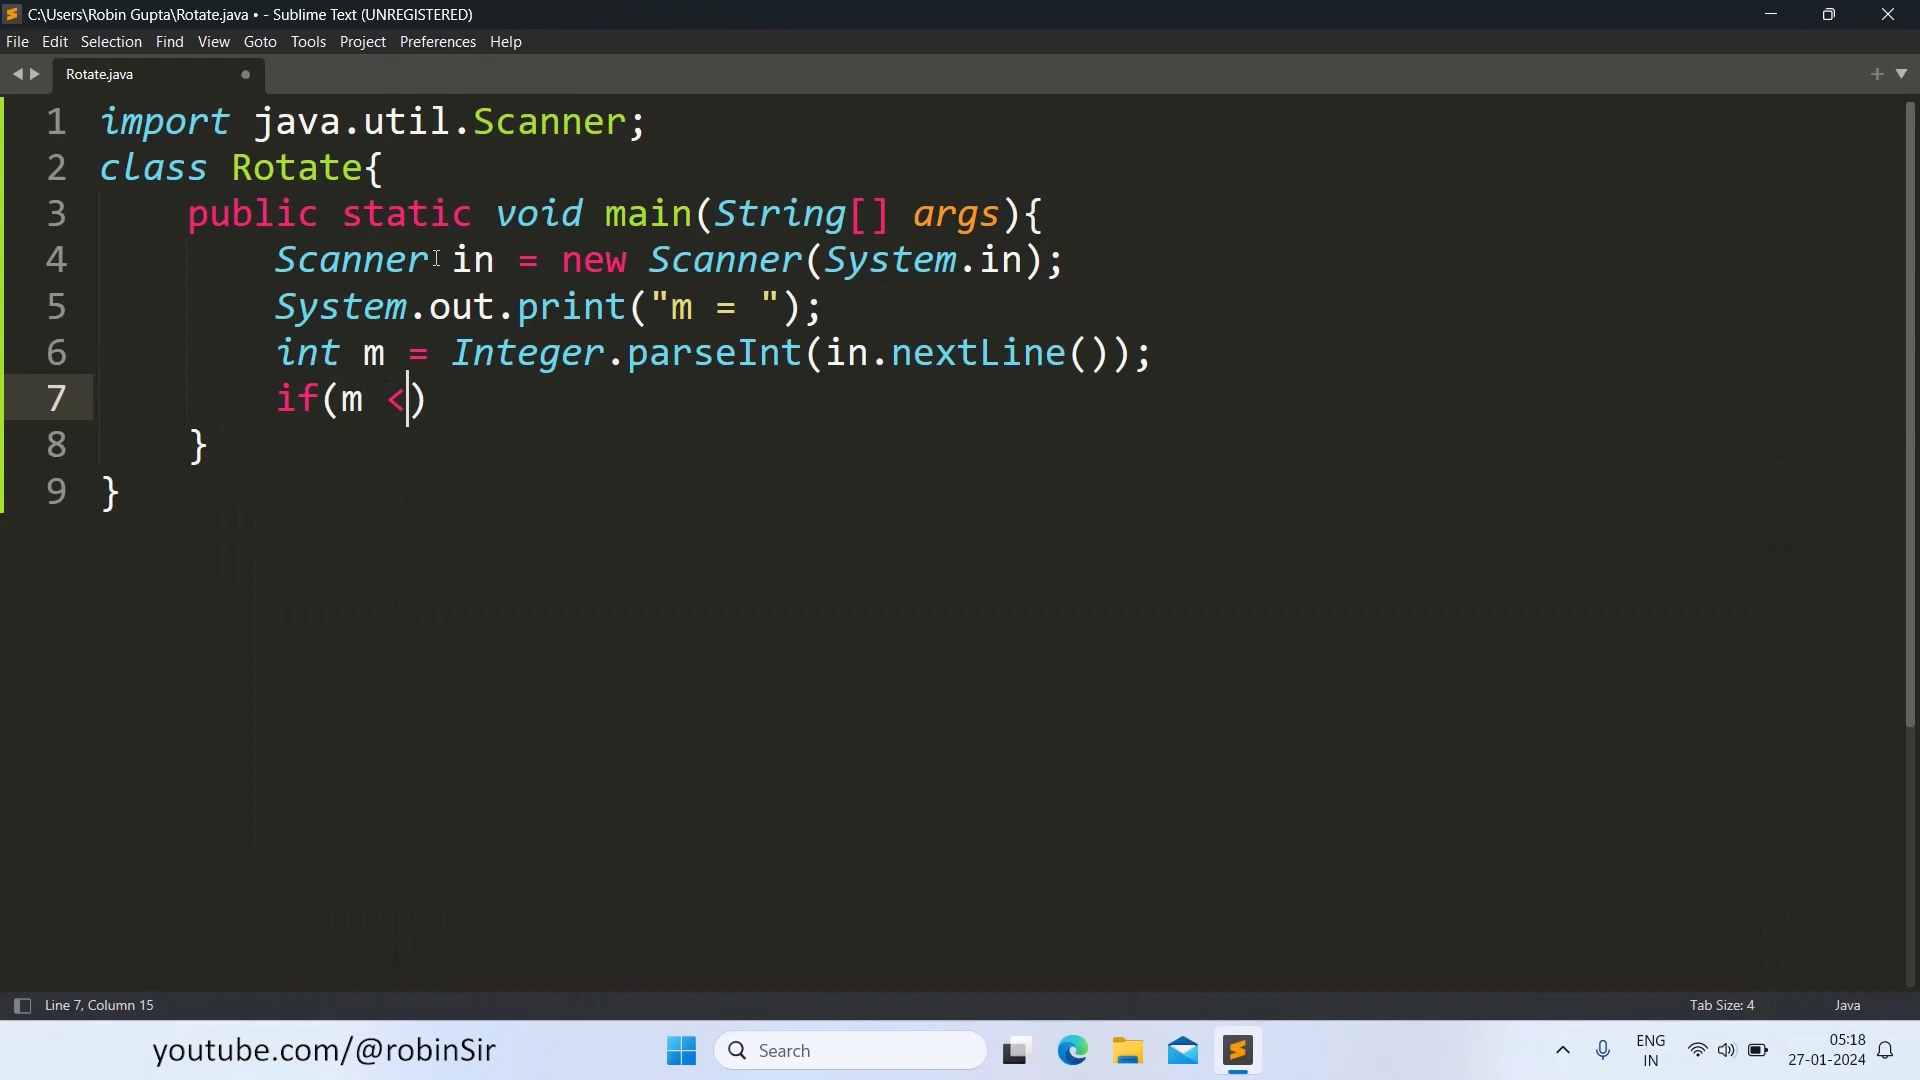 C:\Users\Robin Gupta\Rotate.java • - Sublime Text (UNREGISTERED)
File Edit Selection Find View Goto Tools Project Preferences Help
Rotate.java
1 import java.util.Scanner;
2 class Rotate{
3 public static void main(String[] args){
4 Scanner in = new Scanner(System.in);
5 System.out.print("m = ");
6 int m = Integer.parseInt(in.nextLine());
7 if(m <)
8 }
9 }
Line 7, Column 15 Tab Size: 4 Java
youtube.com/@robinSir Search ENG 05:18
IN 27-01-2024